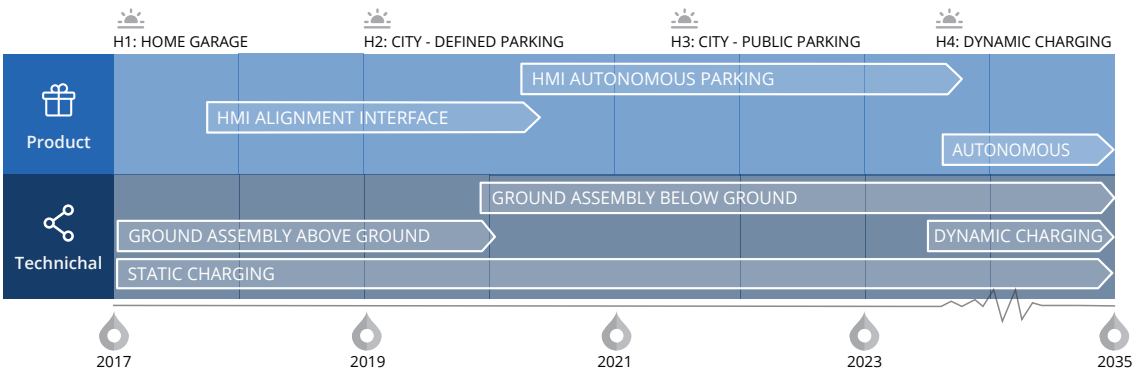 H1: HOME GARAGE
H2: CITY - DEFINED PARKING
H3: CITY - PUBLIC PARKING
H4: DYNAMIC CHARGING
Product
HMI AUTONOMOUS PARKING
HMI ALIGNMENT INTERFACE
AUTONOMOUS
Technichal
GROUND ASSEMBLY BELOW GROUND
GROUND ASSEMBLY ABOVE GROUND
DYNAMIC CHARGING
STATIC CHARGING
2017
2019
2021
2023
2035